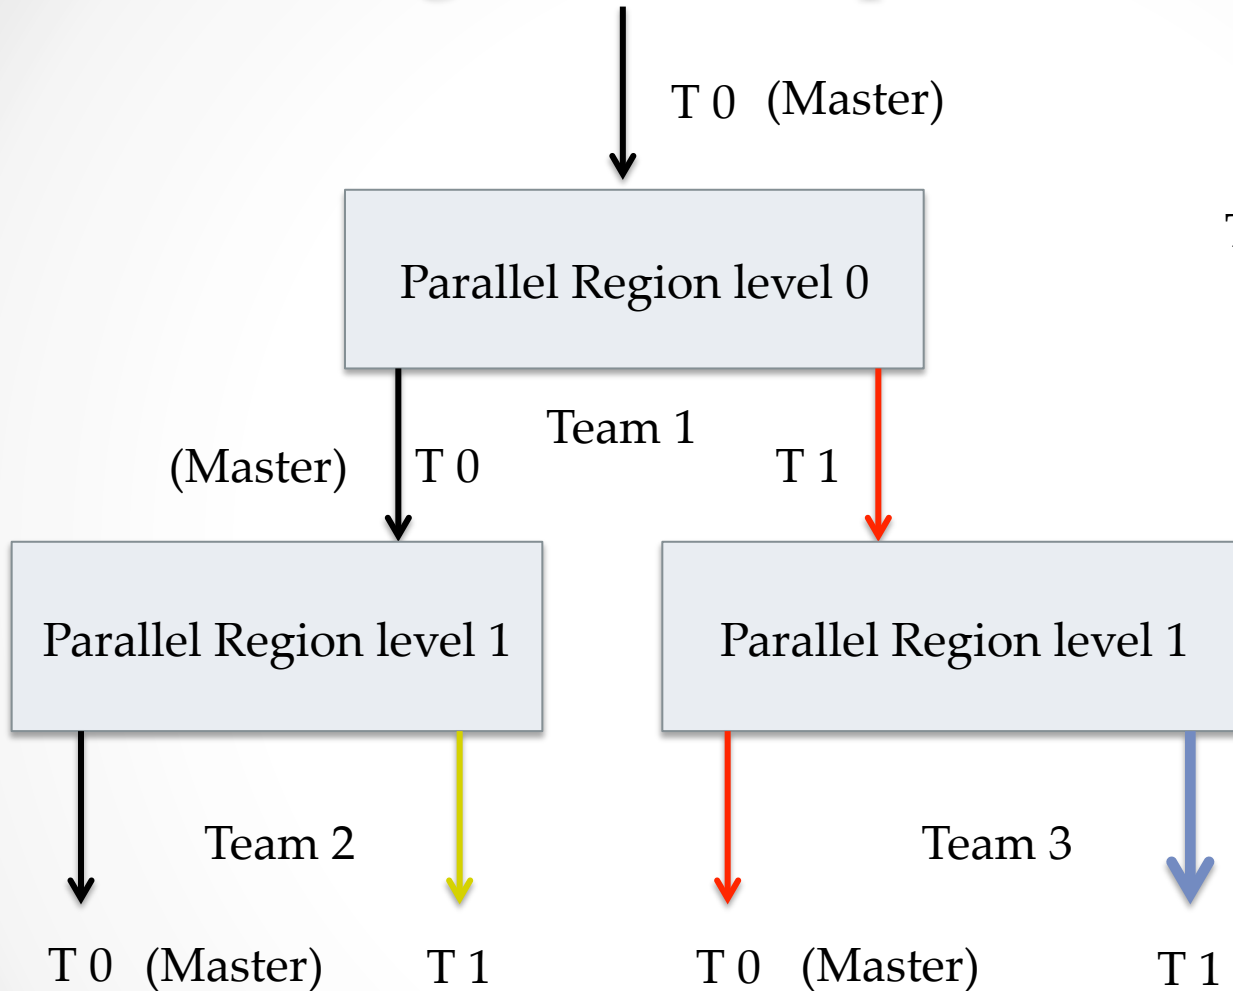 T 0 (Master)
Parallel Region level 0
Team 1
(Master) T 0
T 1
Parallel Region level 1
Parallel Region level 1
Team 2
Team 3
T 0 (Master)
T 1
T 0 (Master)
T 1